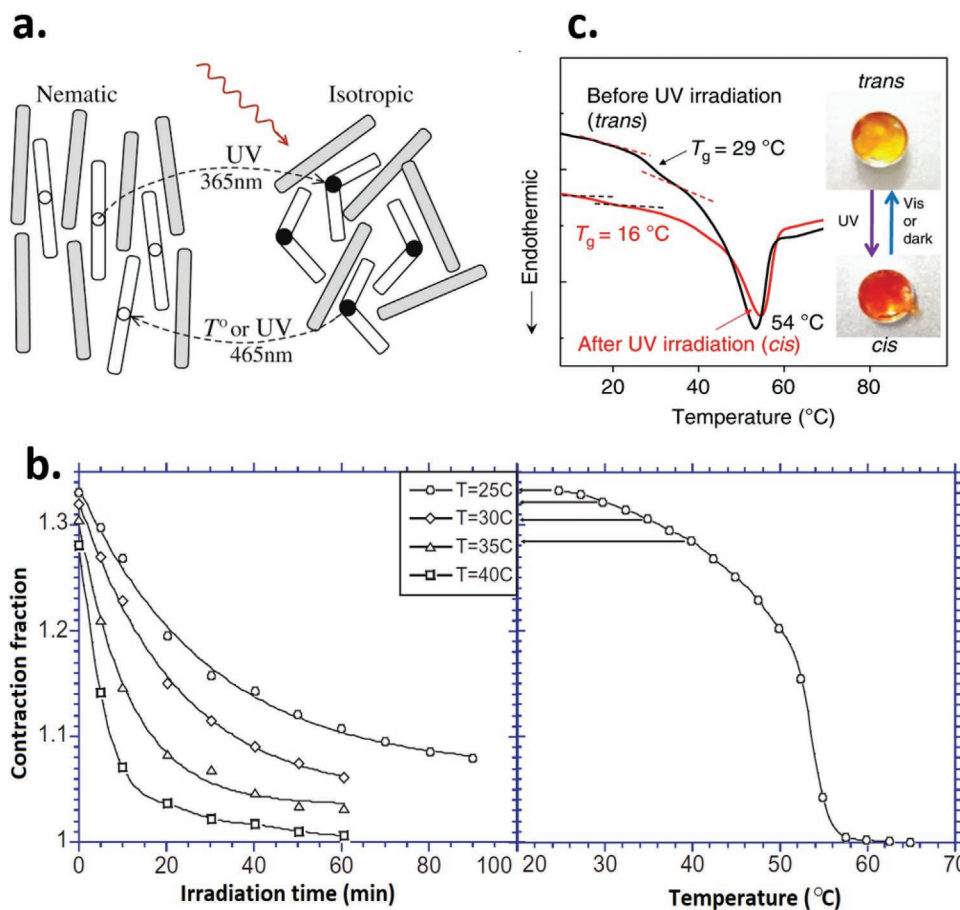 a.
Nematic
Isotropic
UV
365nm
T° or UV
465nm
c.
Before UV irradiation
(trans)
Tg = 29 °C
Tg = 16 °C
54 °C
After UV irradiation (cis)
Endothermic
20 40 60 80
Temperature (°C)
trans
UV
Vis
or
dark
cis
b.
Contraction fraction
1.3
1.2
1.1
1
T=25C
T=30C
T=35C
T=40C
0 20 40 60 80 100
Irradiation time (min)
20 30 40 50 60 70
Temperature (°C)